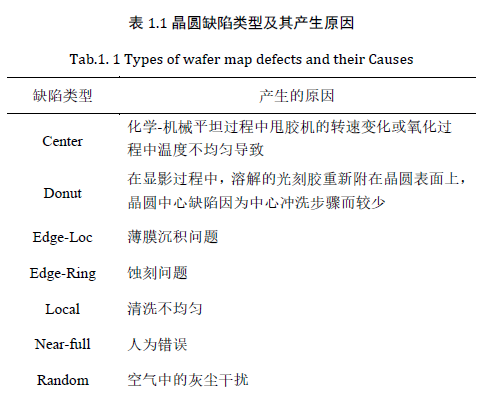 表 1.1 晶圆缺陷类型及其产生原因
Tab.1. 1 Types of wafer map defects and their Causes
缺陷类型 产生的原因
Center 化学-机械平坦过程中甩胶机的转速变化或氧化过
程中温度不均匀导致
Donut 在显影过程中，溶解的光刻胶重新附在晶圆表面上，
晶圆中心缺陷因为中心冲洗步骤而较少
Edge-Loc 薄膜沉积问题
Edge-Ring 蚀刻问题
Local 清洗不均匀
Near-full 人为错误
Random 空气中的灰尘干扰